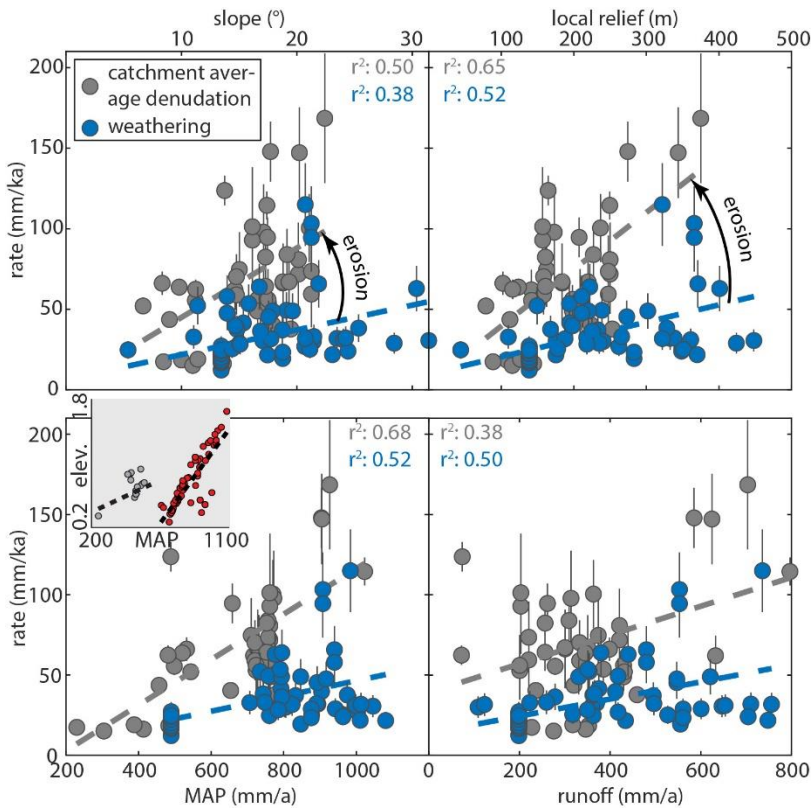 slope (°)
local relief (m)
10 20 30
100 200 300 400 500
200
150
100
50
0
rate (mm/ka)
catchment aver-
age denudation
weathering
r²: 0.50
r²: 0.38
erosion
r²: 0.65
r²: 0.52
erosion
200
150
100
50
0
rate (mm/ka)
1.8
elev.
0.2
200 MAP 1100
r²: 0.68
r²: 0.52
r²: 0.38
r²: 0.50
200 400 600 800 1000 0 200 400 600 800
MAP (mm/a)
runoff (mm/a)